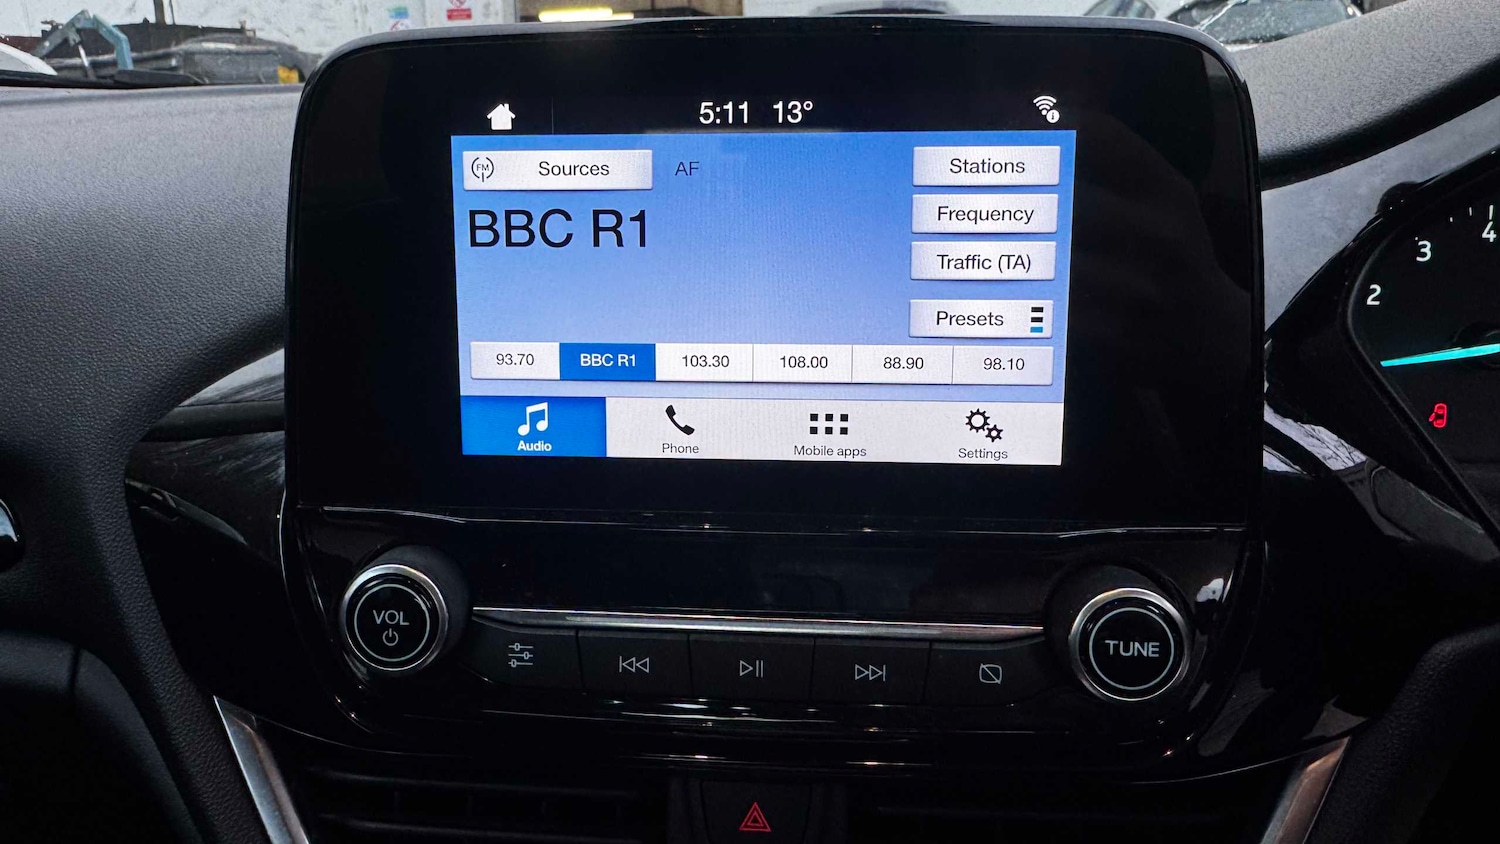 5:11 13°
FM Sources AF
Stations
BBC R1
Frequency
Traffic (TA)
Presets
93.70 BBC R1 103.30 108.00 88.90 98.10
Audio Phone Mobile apps Settings
VOL
TUNE
2
3
4